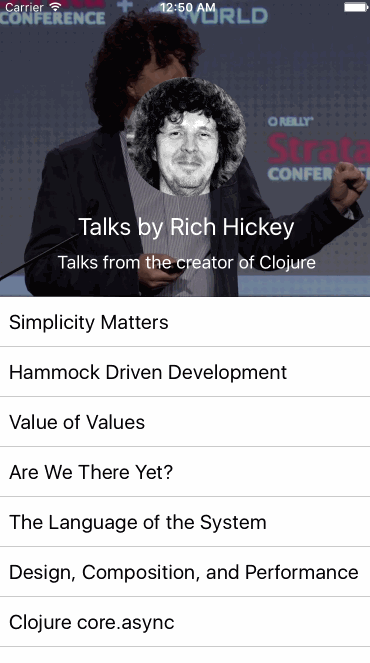 Carrier 12:50 AM
CONFERENCE + WORLD
O'REILLY
Strata
CONFER
Talks by Rich Hickey
Talks from the creator of Clojure
Simplicity Matters
Hammock Driven Development
Value of Values
Are We There Yet?
The Language of the System
Design, Composition, and Performance
Clojure core.async